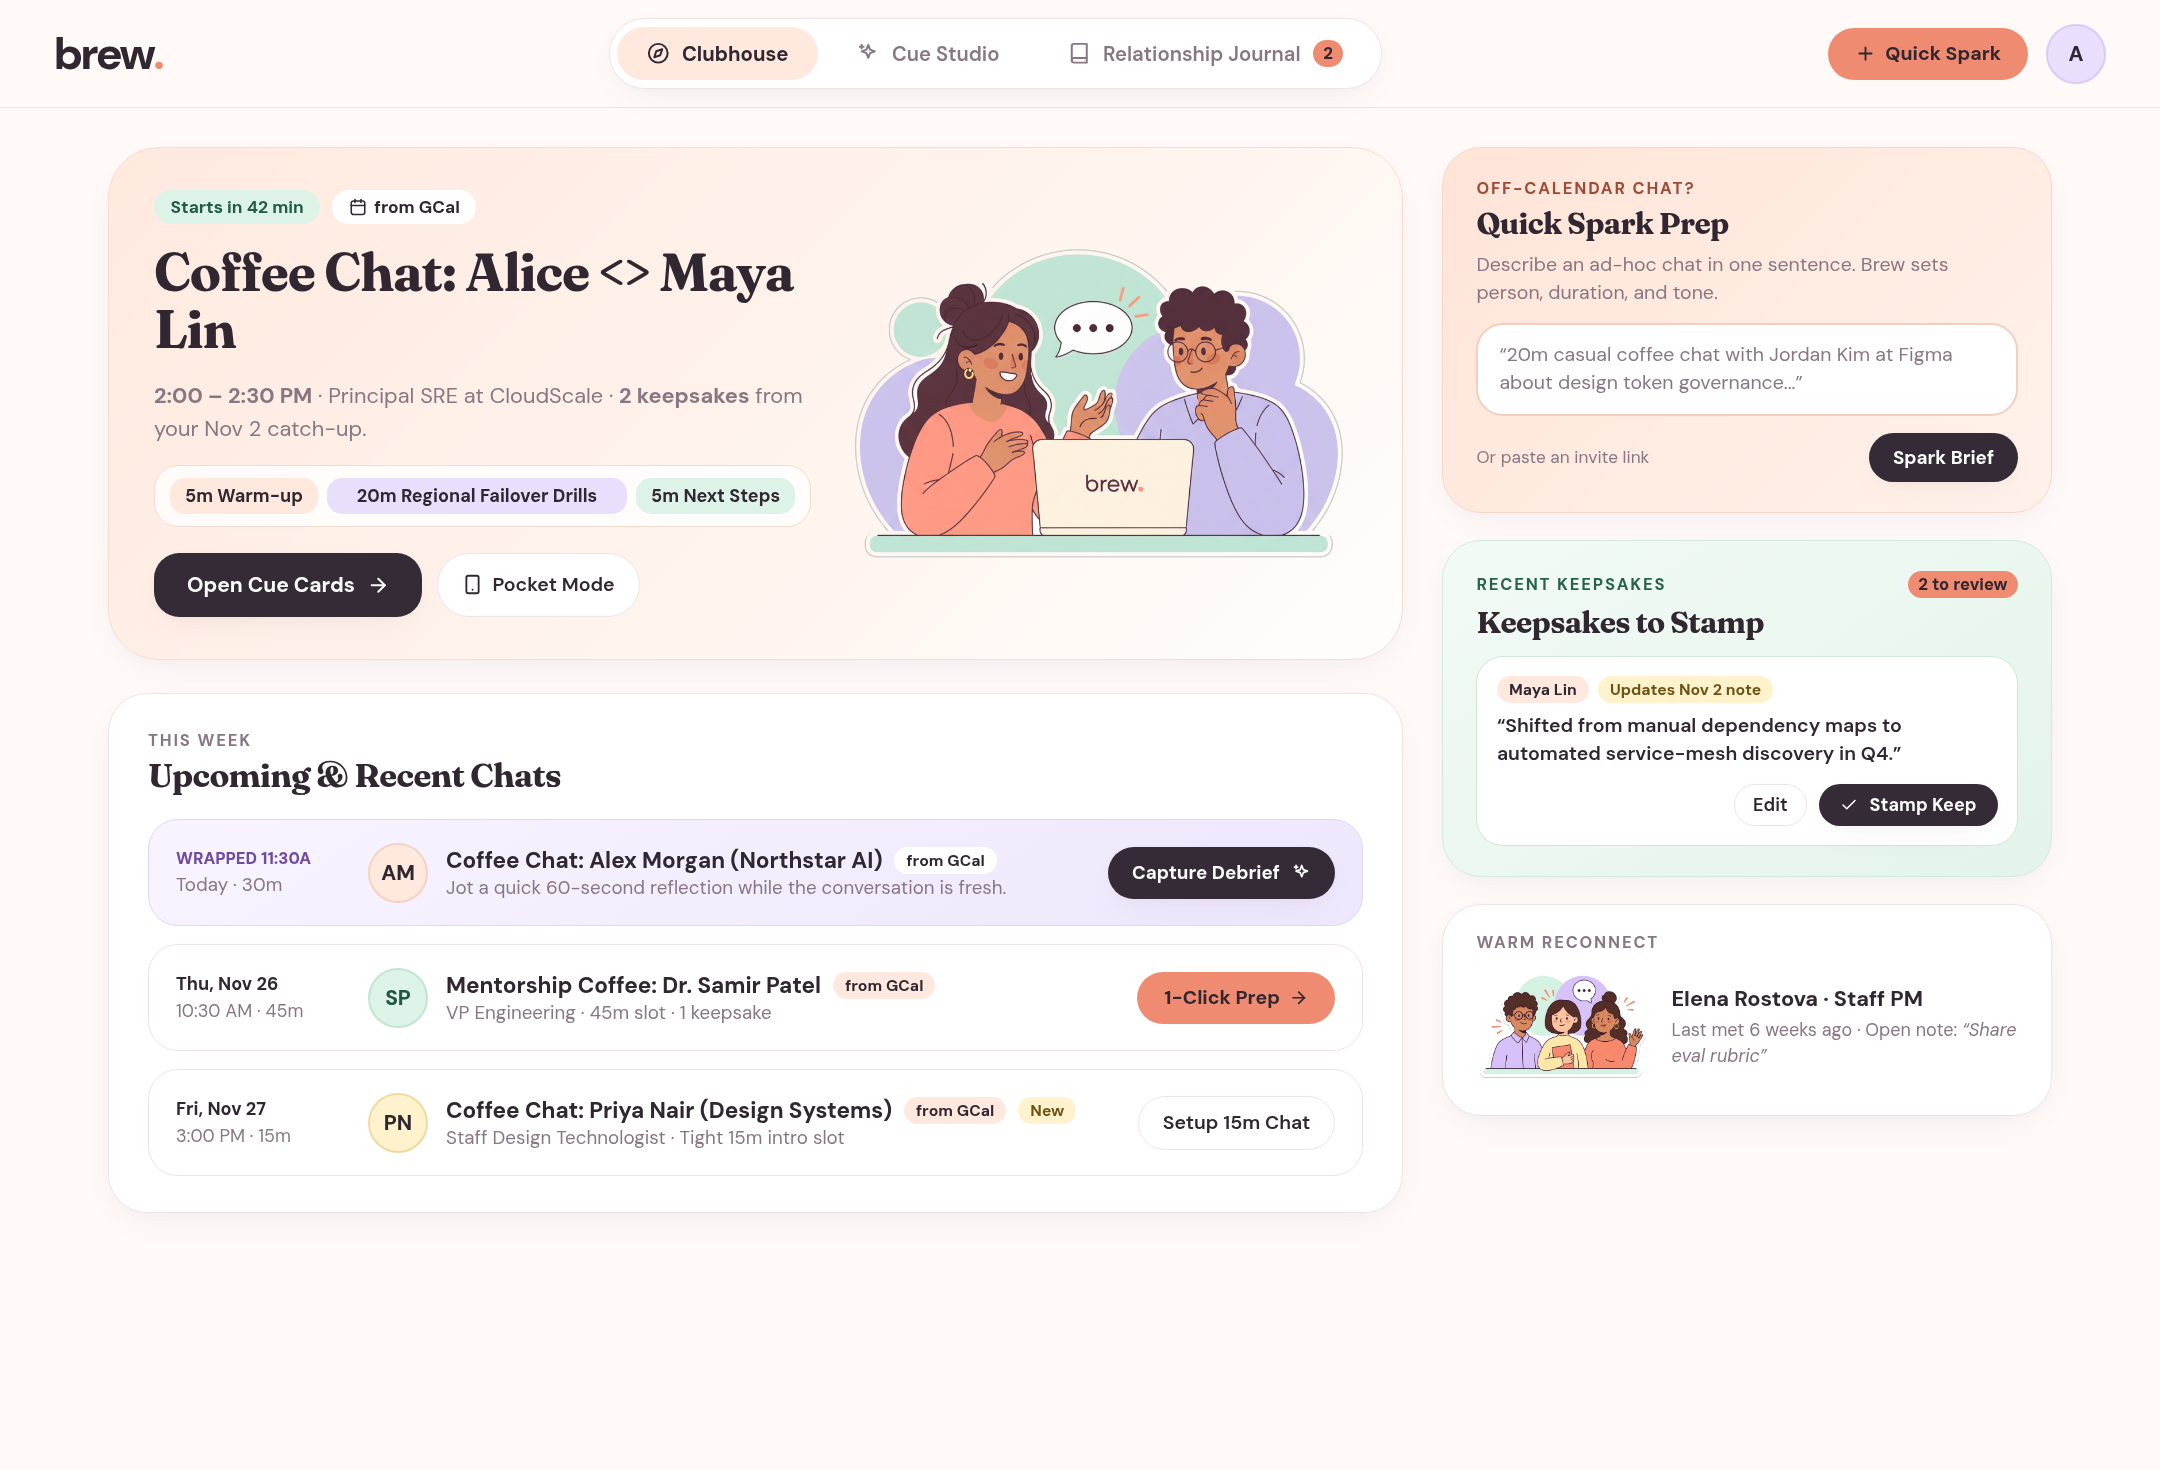 brew.
Clubhouse
Cue Studio
Relationship Journal 2
+ Quick Spark
A
Starts in 42 min
from GCal
Coffee Chat: Alice <> Maya
Lin
2:00 – 2:30 PM · Principal SRE at CloudScale · 2 keepsakes from
your Nov 2 catch-up.
5m Warm-up
20m Regional Failover Drills
5m Next Steps
Open Cue Cards →
Pocket Mode
brew.
THIS WEEK
Upcoming & Recent Chats
WRAPPED 11:30A
Today · 30m
AM
Coffee Chat: Alex Morgan (Northstar AI) from GCal
Jot a quick 60-second reflection while the conversation is fresh.
Capture Debrief
Thu, Nov 26
10:30 AM · 45m
SP
Mentorship Coffee: Dr. Samir Patel from GCal
VP Engineering · 45m slot · 1 keepsake
1-Click Prep →
Fri, Nov 27
3:00 PM · 15m
PN
Coffee Chat: Priya Nair (Design Systems) from GCal New
Staff Design Technologist · Tight 15m intro slot
Setup 15m Chat
OFF-CALENDAR CHAT?
Quick Spark Prep
Describe an ad-hoc chat in one sentence. Brew sets
person, duration, and tone.
“20m casual coffee chat with Jordan Kim at Figma
about design token governance…”
Or paste an invite link
Spark Brief
RECENT KEEPSAKES
2 to review
Keepsakes to Stamp
Maya Lin
Updates Nov 2 note
“Shifted from manual dependency maps to
automated service-mesh discovery in Q4.”
Edit
Stamp Keep
WARM RECONNECT
Elena Rostova · Staff PM
Last met 6 weeks ago · Open note: “Share
eval rubric”